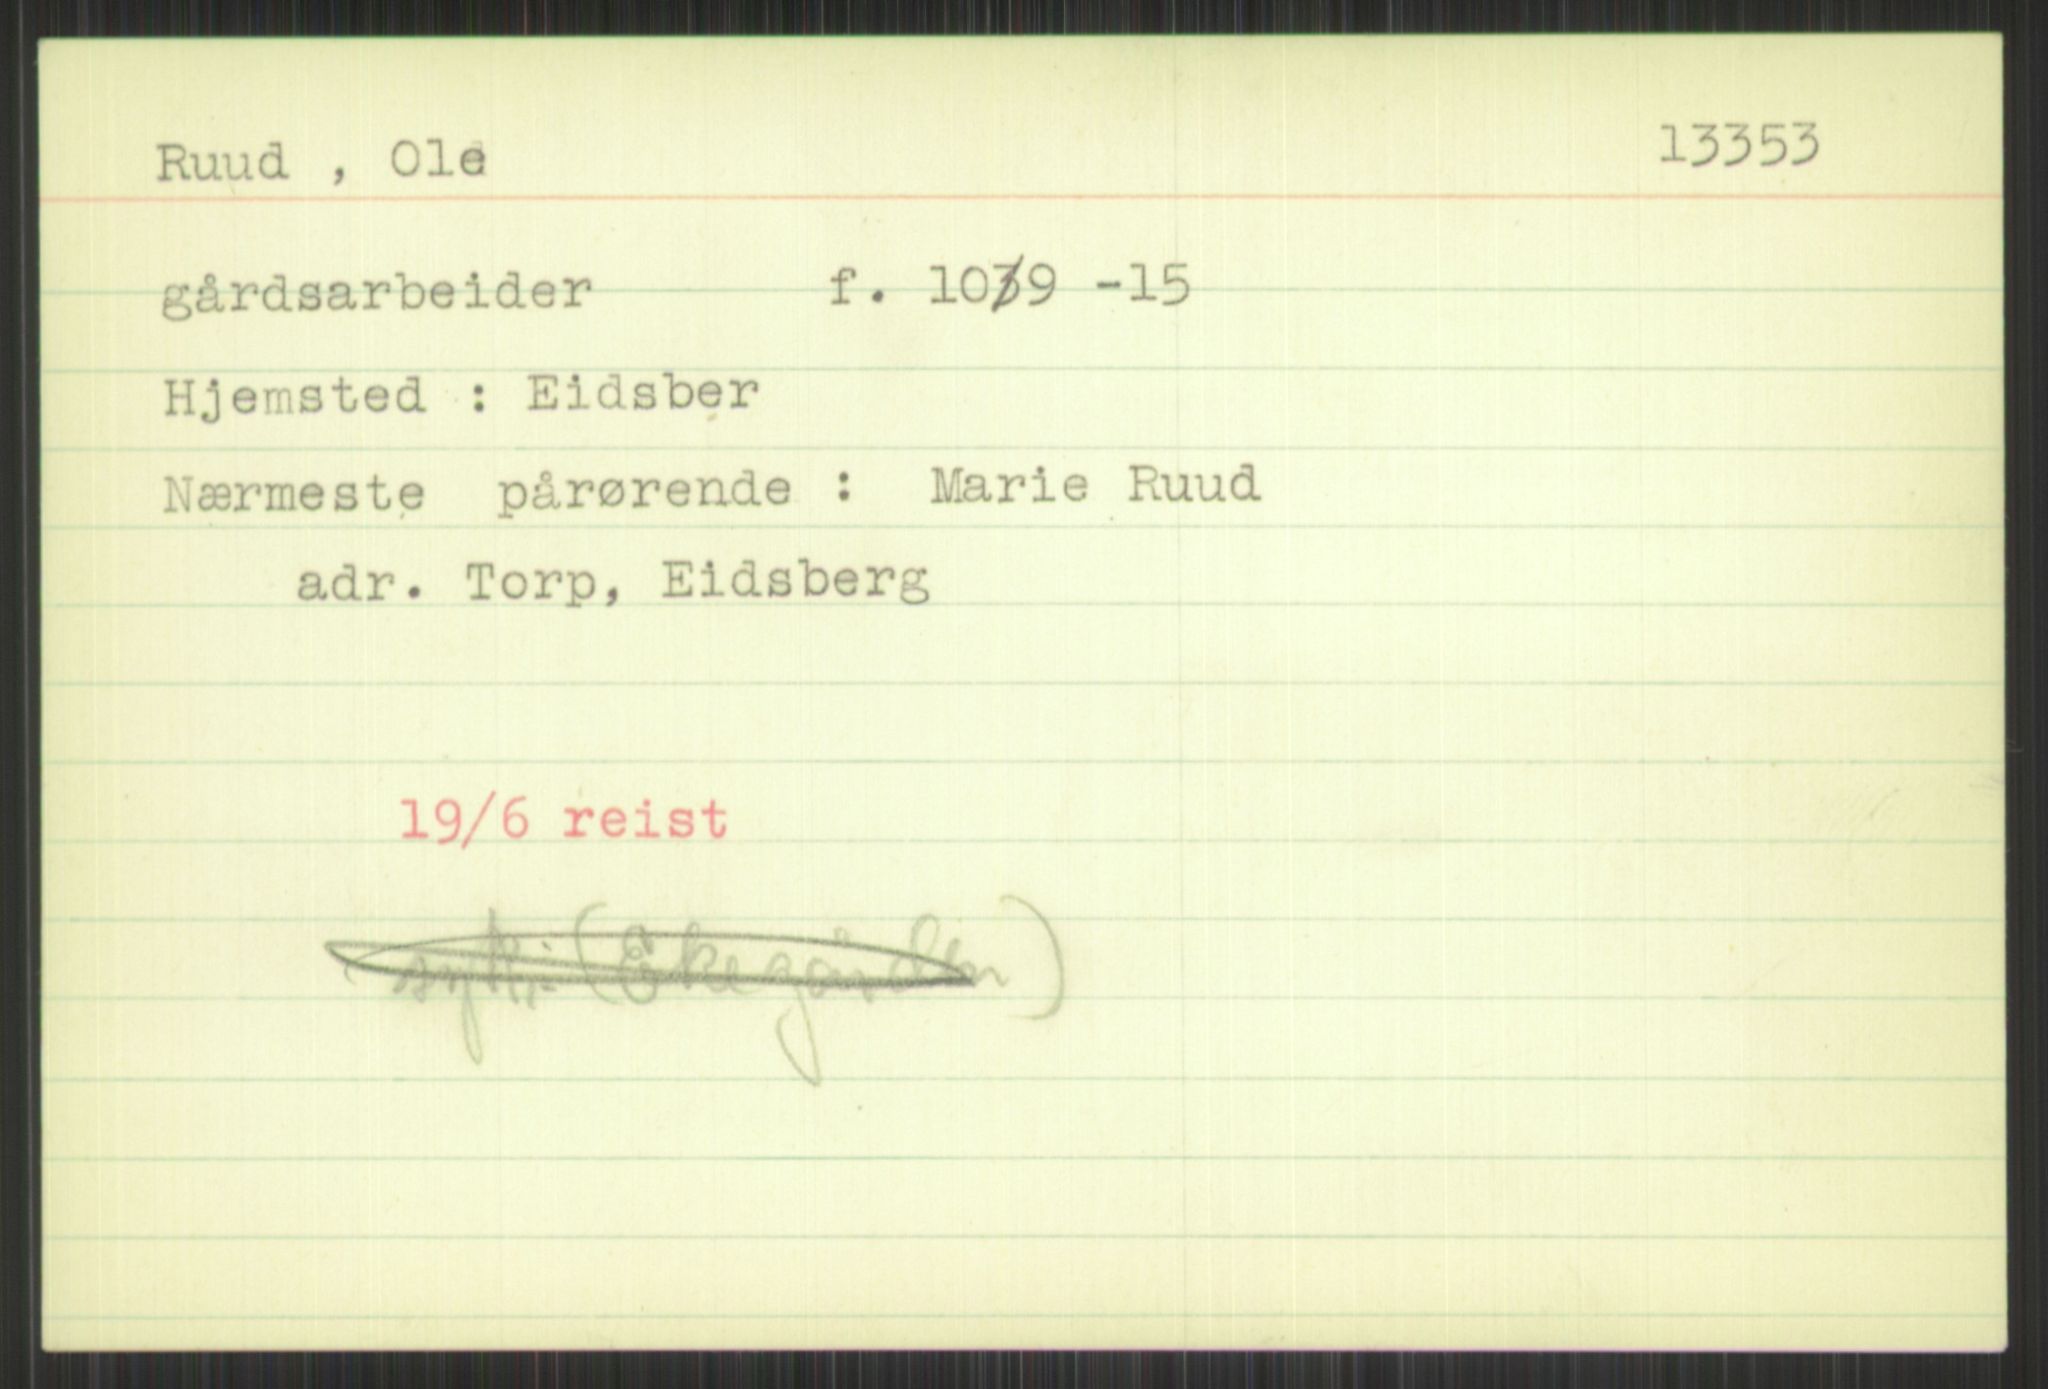 Ruud , Ole 13353
gårdsarbeider f. 10/9 -15
Hjemsted : Eidsber
Nærmeste pårørende : Marie Ruud
adr. Torp, Eidsberg
19/6 reist
(Ekegården)